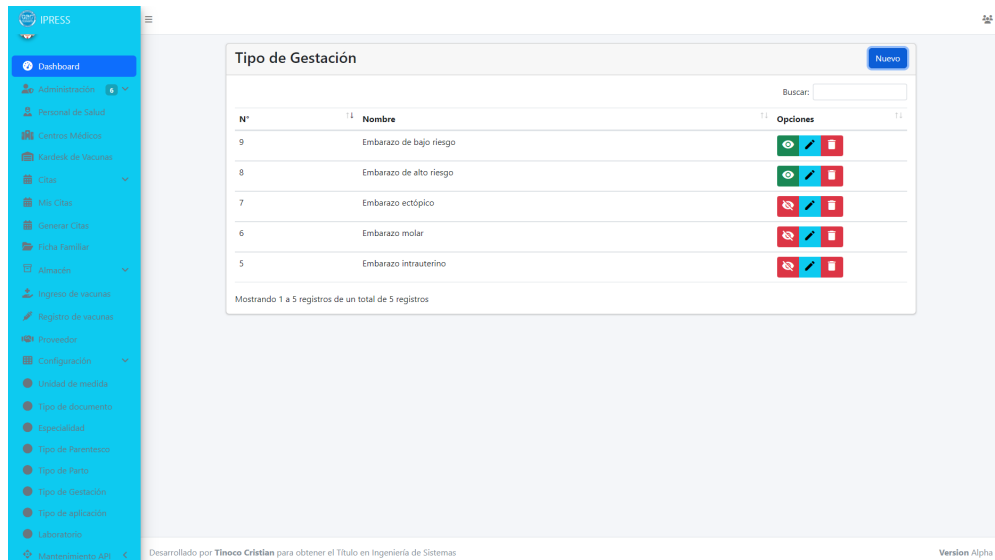 IPRESS
Dashboard
Administración 6
Personal de Salud
Centros Médicos
Kardesk de Vacunas
Citas
Mis Citas
Generar Citas
Ficha Familiar
Almacén
Ingreso de vacunas
Registro de vacunas
Proveedor
Configuración
Unidad de medida
Tipo de documento
Especialidad
Tipo de Parentesco
Tipo de Parto
Tipo de Gestación
Tipo de aplicación
Laboratorio
Mantenimiento API
Tipo de Gestación Nuevo
Buscar:
N° Nombre Opciones
9 Embarazo de bajo riesgo
8 Embarazo de alto riesgo
7 Embarazo ectópico
6 Embarazo molar
5 Embarazo intrauterino
Mostrando 1 a 5 registros de un total de 5 registros
Desarrollado por Tinoco Cristian para obtener el Título en Ingeniería de Sistemas Version Alpha